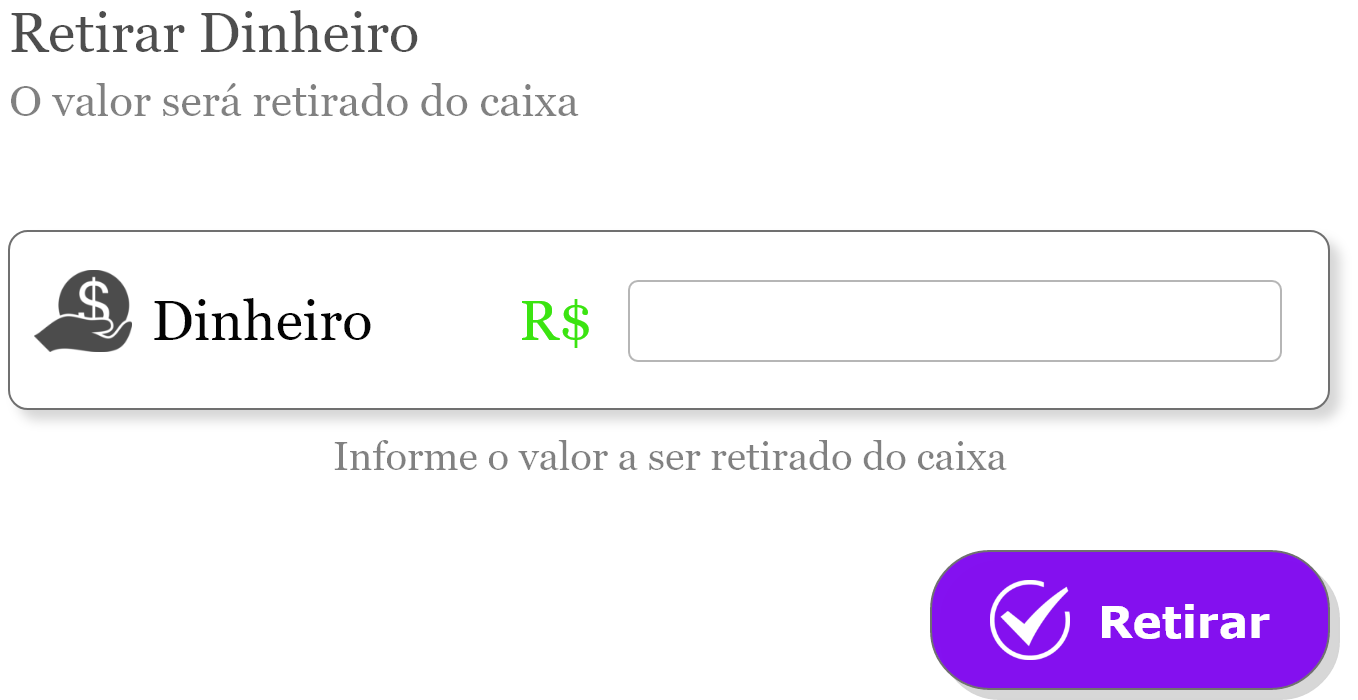 Retirar Dinheiro
O valor será retirado do caixa
$ Dinheiro R$
Informe o valor a ser retirado do caixa
Retirar